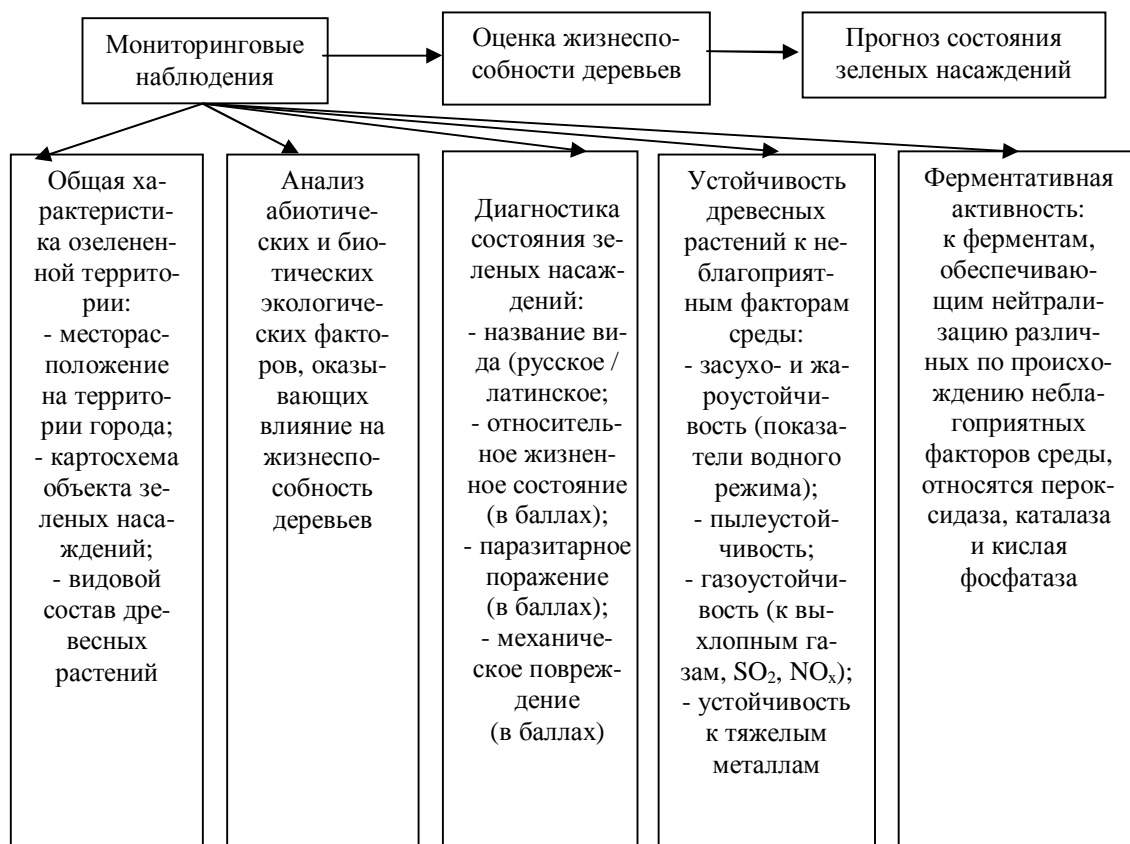 Мониторинговые
наблюдения
Оценка жизнеспо-
собности деревьев
Прогноз состояния
зеленых насаждений
Общая ха-
рактеристи-
ка озеленен-
ной террито-
рии:
- месторас-
положение
на террито-
рии города;
- картосхема
объекта зе-
леных наса-
ждений;
- видовой
состав дре-
весных
растений
Анализ
абиотиче-
ских и био-
тических
экологиче-
ских факто-
ров, оказы-
вающих
влияние на
жизнеспо-
собность
деревьев
Диагностика
состояния зе-
леных насаж-
дений:
- название ви-
да (русское /
латинское;
- относитель-
ное жизнен-
ное состояние
(в баллах);
- паразитарное
поражение
(в баллах);
- механиче-
ское повреж-
дение
(в баллах)
Устойчивость
древесных
растений к не-
благоприят-
ным факторам
среды:
- засухо- и жа-
роустойчи-
вость (показа-
тели водного
режима);
- пылеустой-
чивость;
- газоустойчи-
вость (к вы-
хлопным га-
зам, SO₂, NOₓ);
- устойчивость
к тяжелым
металлам
Ферментативная
активность:
к ферментам,
обеспечиваю-
щим нейтрали-
зацию различ-
ных по происхо-
ждению небла-
гоприятных
факторов среды,
относятся перок-
сидаза, каталаза
и кислая
фосфатаза